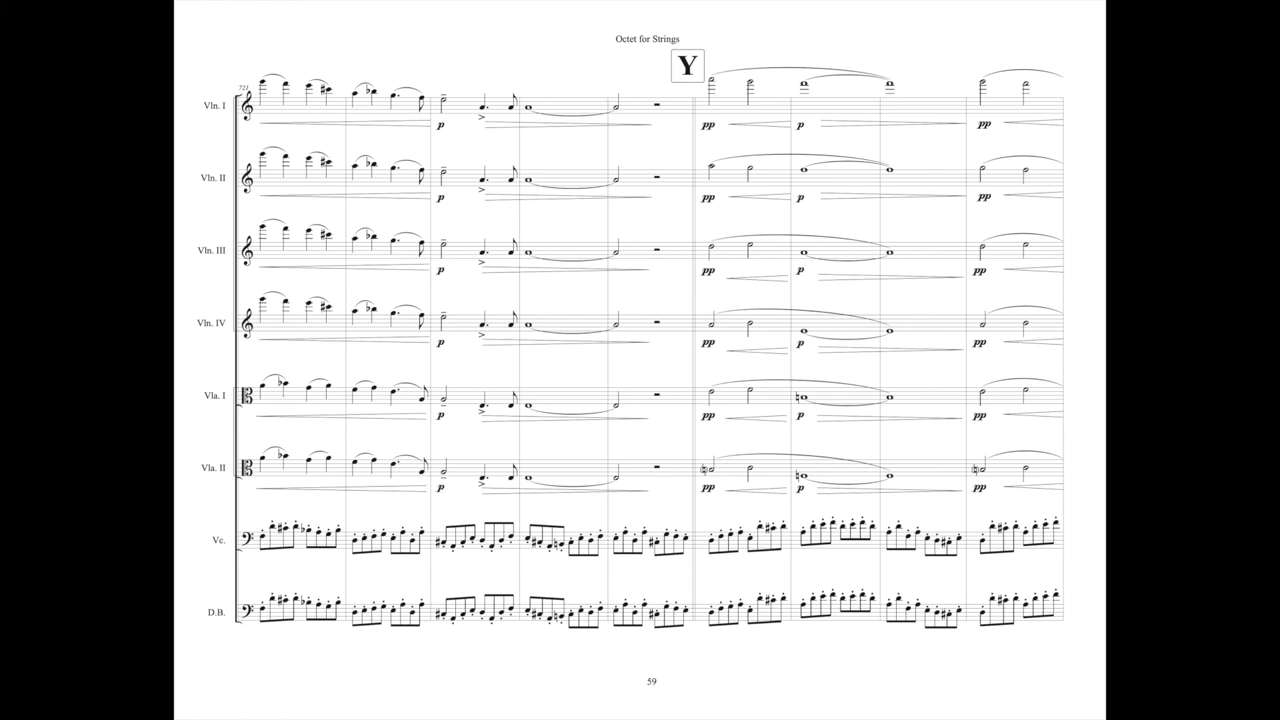 Octet for Strings
Y
721
Vln. I
p
pp
p
pp
Vln. II
p
pp
p
pp
Vln. III
p
pp
p
pp
Vln. IV
p
pp
p
pp
Vla. I
p
pp
p
pp
Vla. II
p
pp
p
pp
Vc.
D.B.
59